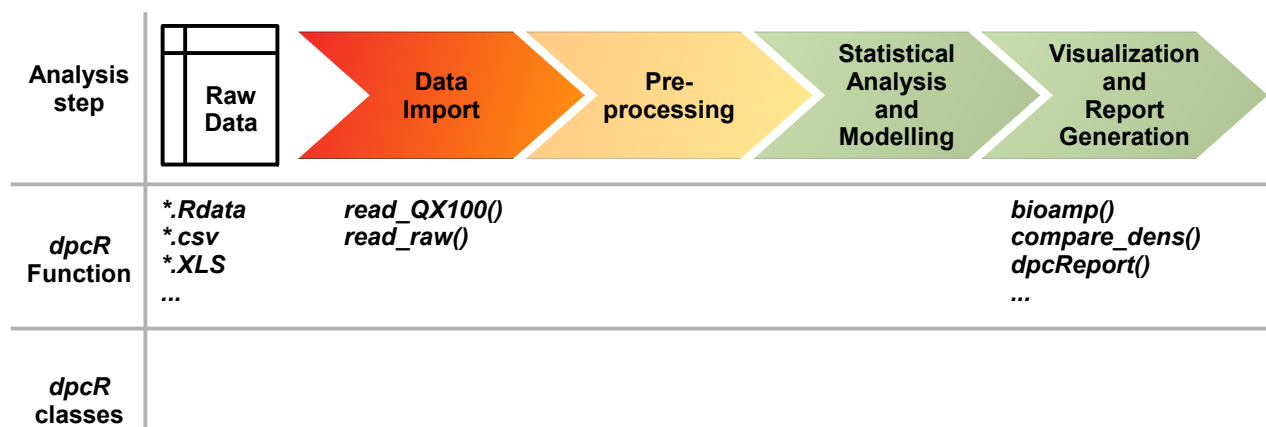 Analysis
step
Raw
Data
Data
Import
Pre-
processing
Statistical
Analysis
and
Modelling
Visualization
and
Report
Generation
dpcR
Function
*.Rdata
*.csv
*.XLS
...
read_QX100()
read_raw()
bioamp()
compare_dens()
dpcReport()
...
dpcR
classes